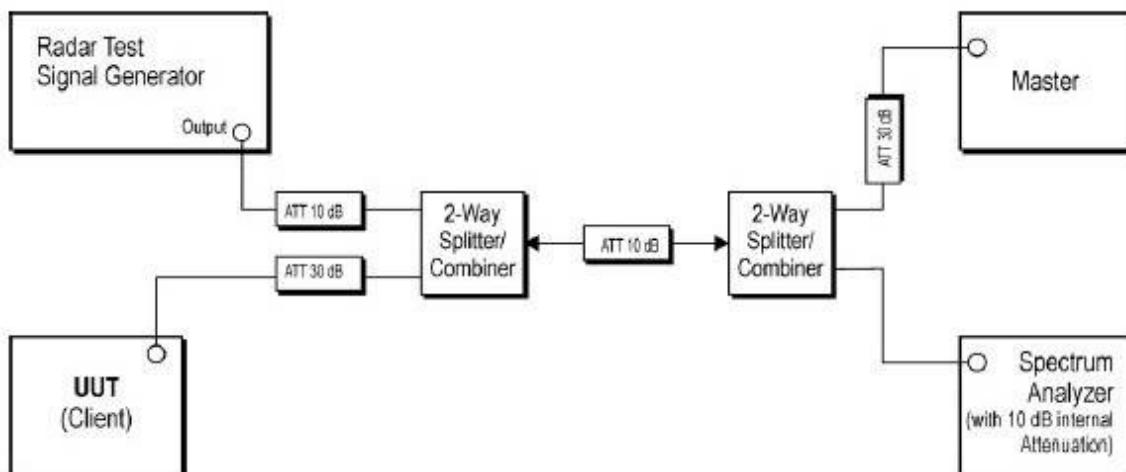 Radar Test
Signal Generator
Output
ATT 10 dB
ATT 30 dB
UUT
(Client)
2-Way
Splitter/
Combiner
ATT 10 dB
2-Way
Splitter/
Combiner
ATT 30 dB
Master
Spectrum
Analyzer
(with 10 dB internal
Attenuation)